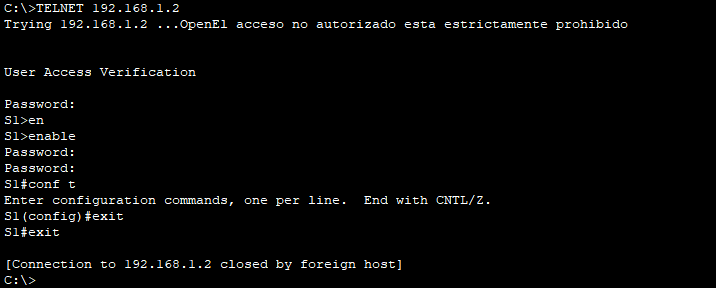 C:\>TELNET 192.168.1.2
Trying 192.168.1.2 ...OpenEl acceso no autorizado esta estrictamente prohibido
User Access Verification
Password:
S1>en
S1>enable
Password:
Password:
S1#conf t
Enter configuration commands, one per line.  End with CNTL/Z.
S1(config)#exit
S1#exit
[Connection to 192.168.1.2 closed by foreign host]
C:\>